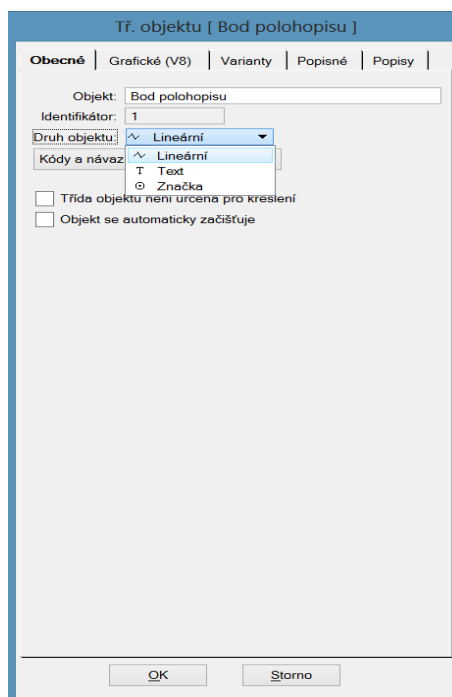 Tř. objektu [ Bod polohopisu ]
Obecné Grafické (V8) Varianty Popisné Popisy
Objekt: Bod polohopisu
Identifikátor: 1
Druh objektu: Lineární
Kódy a návaz Lineární
T Text
Značka
Třída objektu není určena pro kreslení
Objekt se automaticky začišťuje
OK Storno